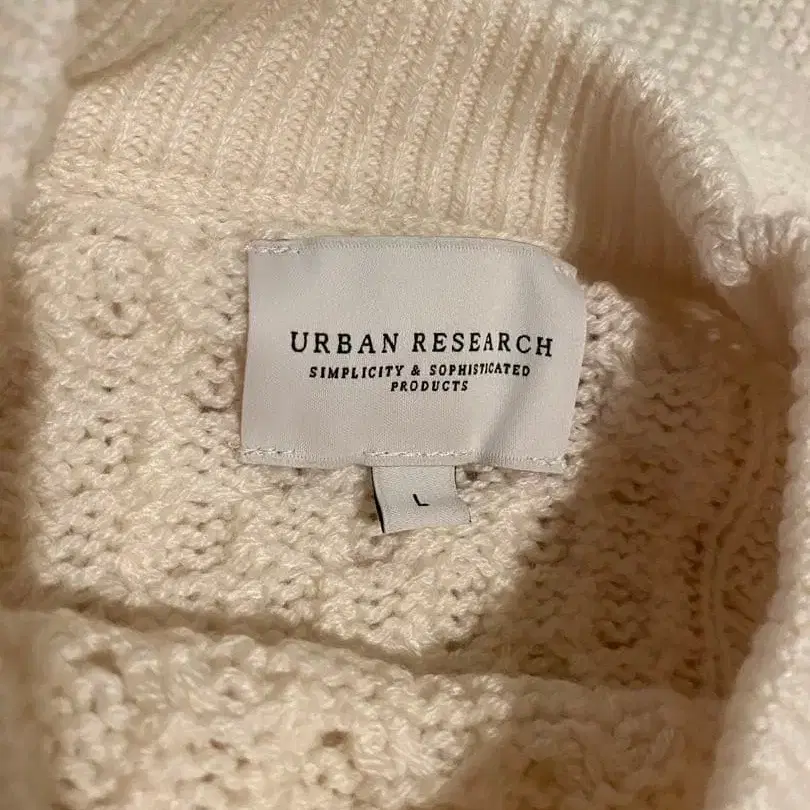 URBAN RESEARCH
SIMPLICITY & SOPHISTICATED
PRODUCTS
L